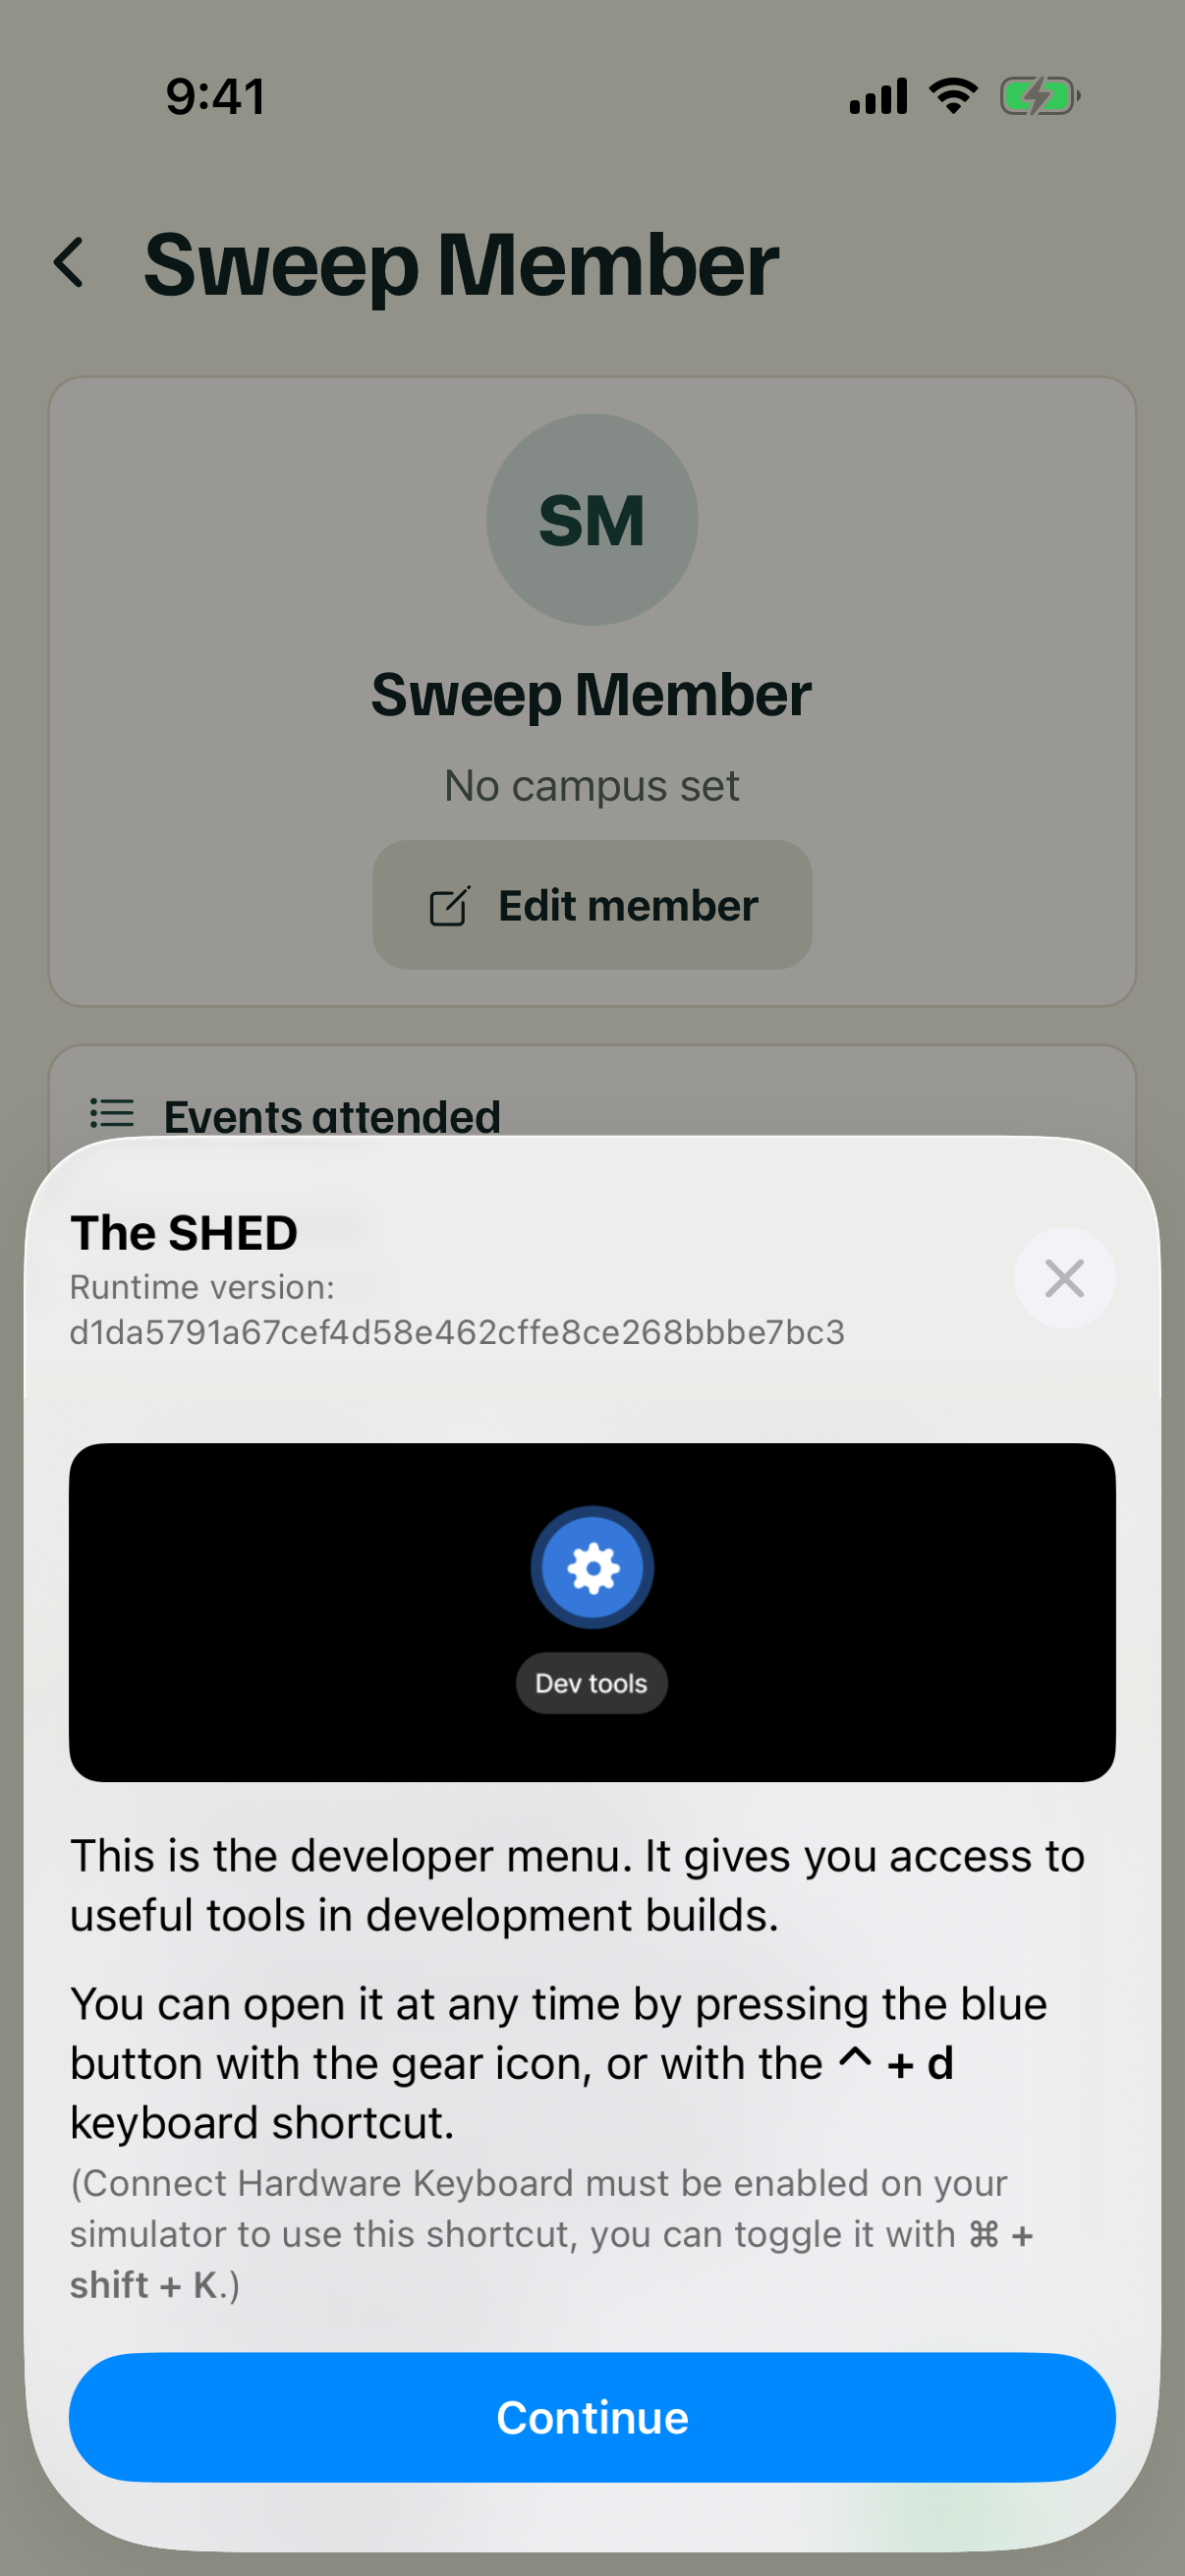 9:41
Sweep Member
SM
Sweep Member
No campus set
Edit member
Events attended
The SHED
Runtime version:
d1da5791a67cef4d58e462cffe8ce268bbbe7bc3
Dev tools
This is the developer menu. It gives you access to
useful tools in development builds.
You can open it at any time by pressing the blue
button with the gear icon, or with the ^ + d
keyboard shortcut.
(Connect Hardware Keyboard must be enabled on your
simulator to use this shortcut, you can toggle it with ⌘ +
shift + K.)
Continue